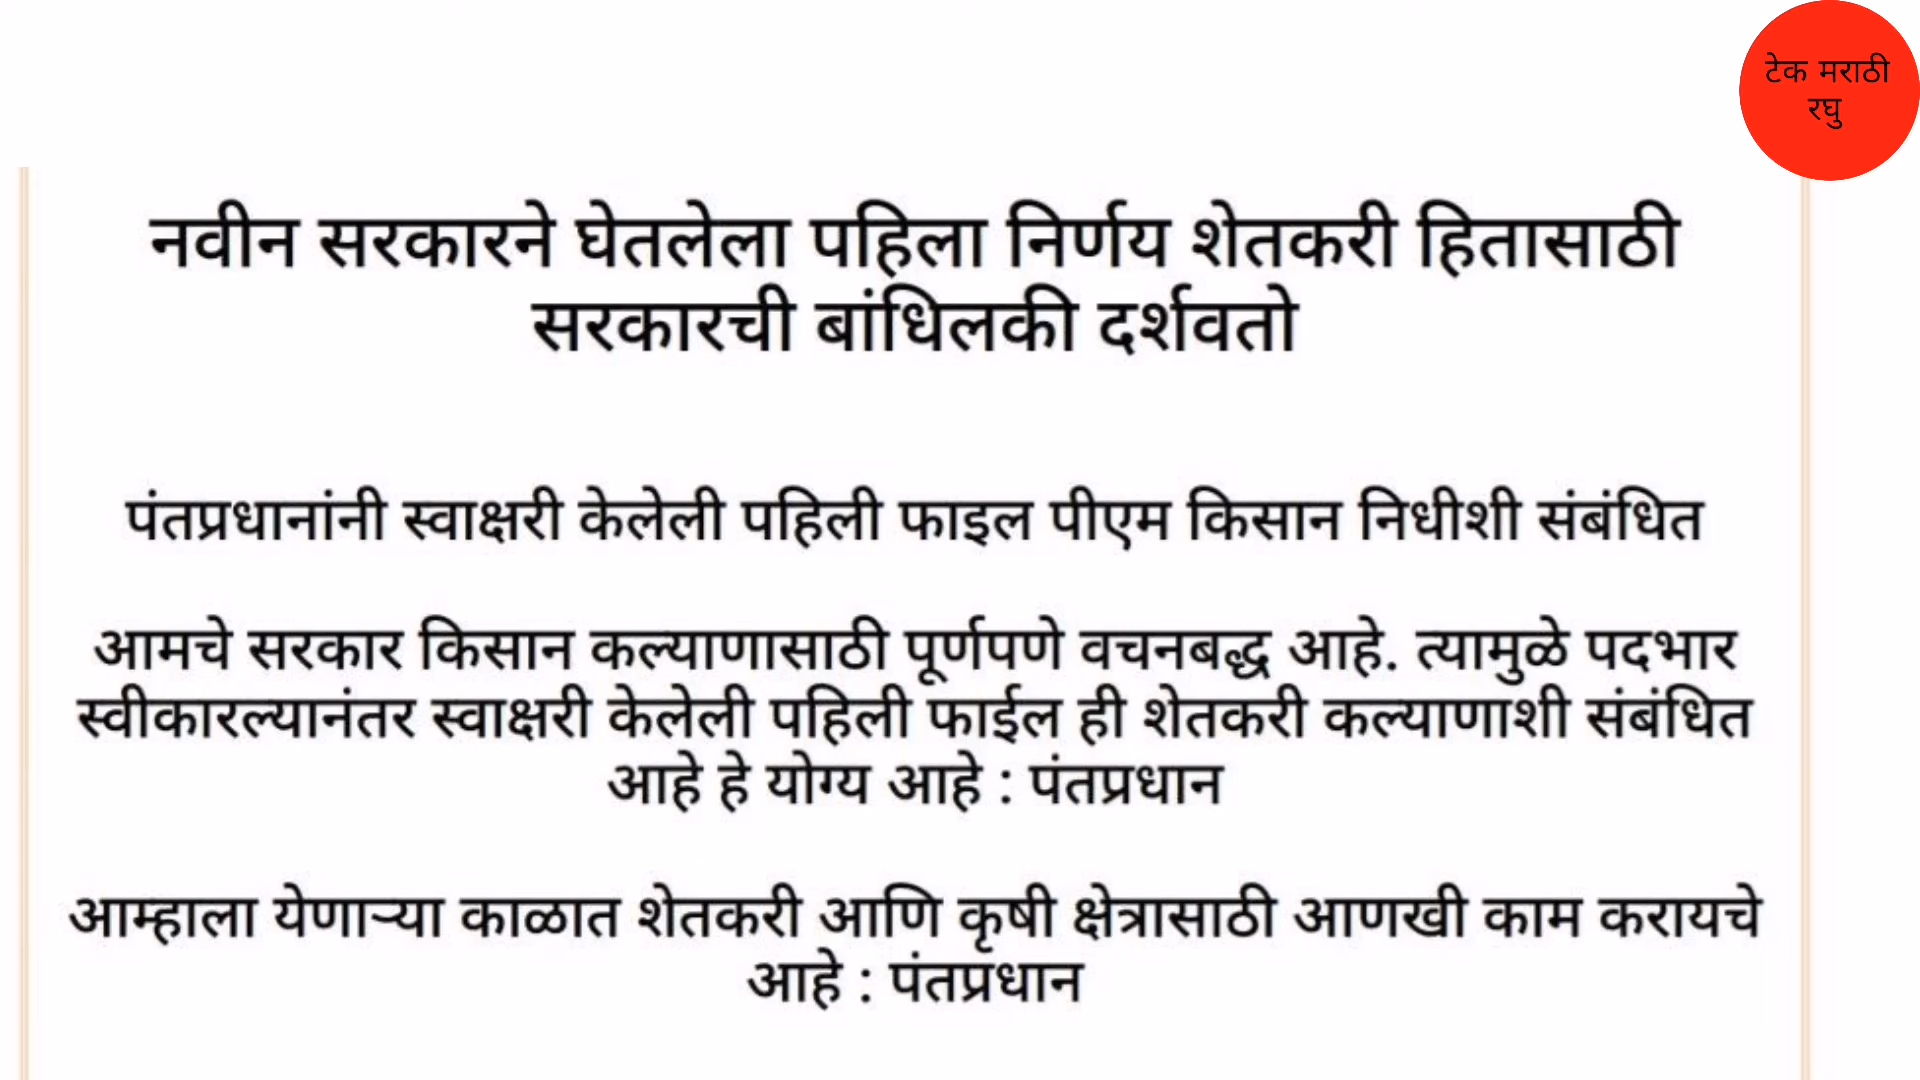 टेक मराठी
रघु
नवीन सरकारने घेतलेला पहिला निर्णय शेतकरी हितासाठी
सरकारची बांधिलकी दर्शवतो
पंतप्रधानांनी स्वाक्षरी केलेली पहिली फाइल पीएम किसान निधीशी संबंधित
आमचे सरकार किसान कल्याणासाठी पूर्णपणे वचनबद्ध आहे. त्यामुळे पदभार
स्वीकारल्यानंतर स्वाक्षरी केलेली पहिली फाईल ही शेतकरी कल्याणाशी संबंधित
आहे हे योग्य आहे : पंतप्रधान
आम्हाला येणाऱ्या काळात शेतकरी आणि कृषी क्षेत्रासाठी आणखी काम करायचे
आहे : पंतप्रधान